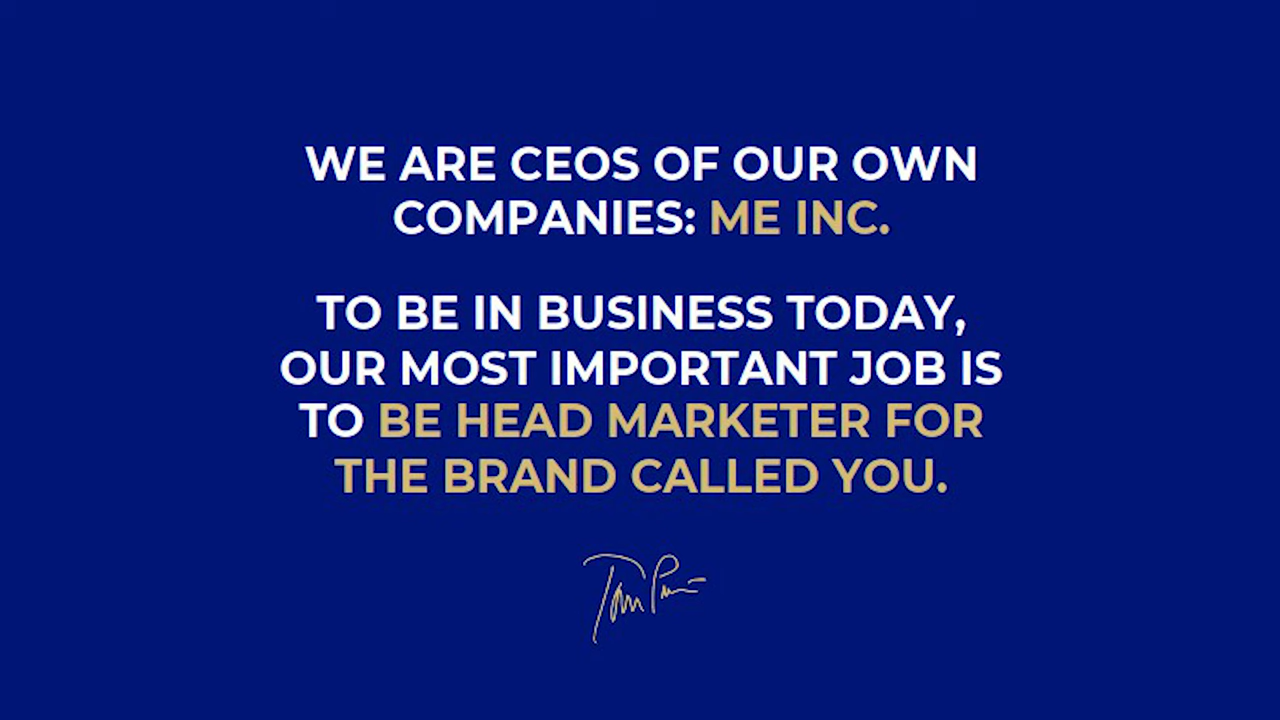 WE ARE CEOS OF OUR OWN
COMPANIES: ME INC.
TO BE IN BUSINESS TODAY,
OUR MOST IMPORTANT JOB IS
TO BE HEAD MARKETER FOR
THE BRAND CALLED YOU.
Tom